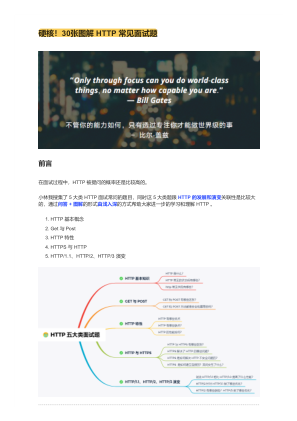 硬核！30张图解 HTTP 常见面试题
“Only through focus can you do world-class
things, no matter how capable you are.”
— Bill Gates
不管你的能力如何，只有透过专注你才能做世界级的事
— 比尔·盖兹
前言
在面试过程中，HTTP 被提问的概率还是比较高的。
小林我搜集了 5 大类 HTTP 面试常问的题目，同时这 5 大类题跟 HTTP 的发展和演变关联性是比较大
的，通过问答 + 图解的形式由浅入深的方式帮助大家进一步的学习和理解 HTTP 。
1. HTTP 基本概念
2. Get 与 Post
3. HTTP 特性
4. HTTPS 与 HTTP
5. HTTP/1.1、HTTP/2、HTTP/3 演变
HTTP 五大类面试题
HTTP 基本知识
GET 与 POST
HTTP 特性
HTTP 与 HTTPS
HTTP/1.1、HTTP/2、HTTP/3 演变